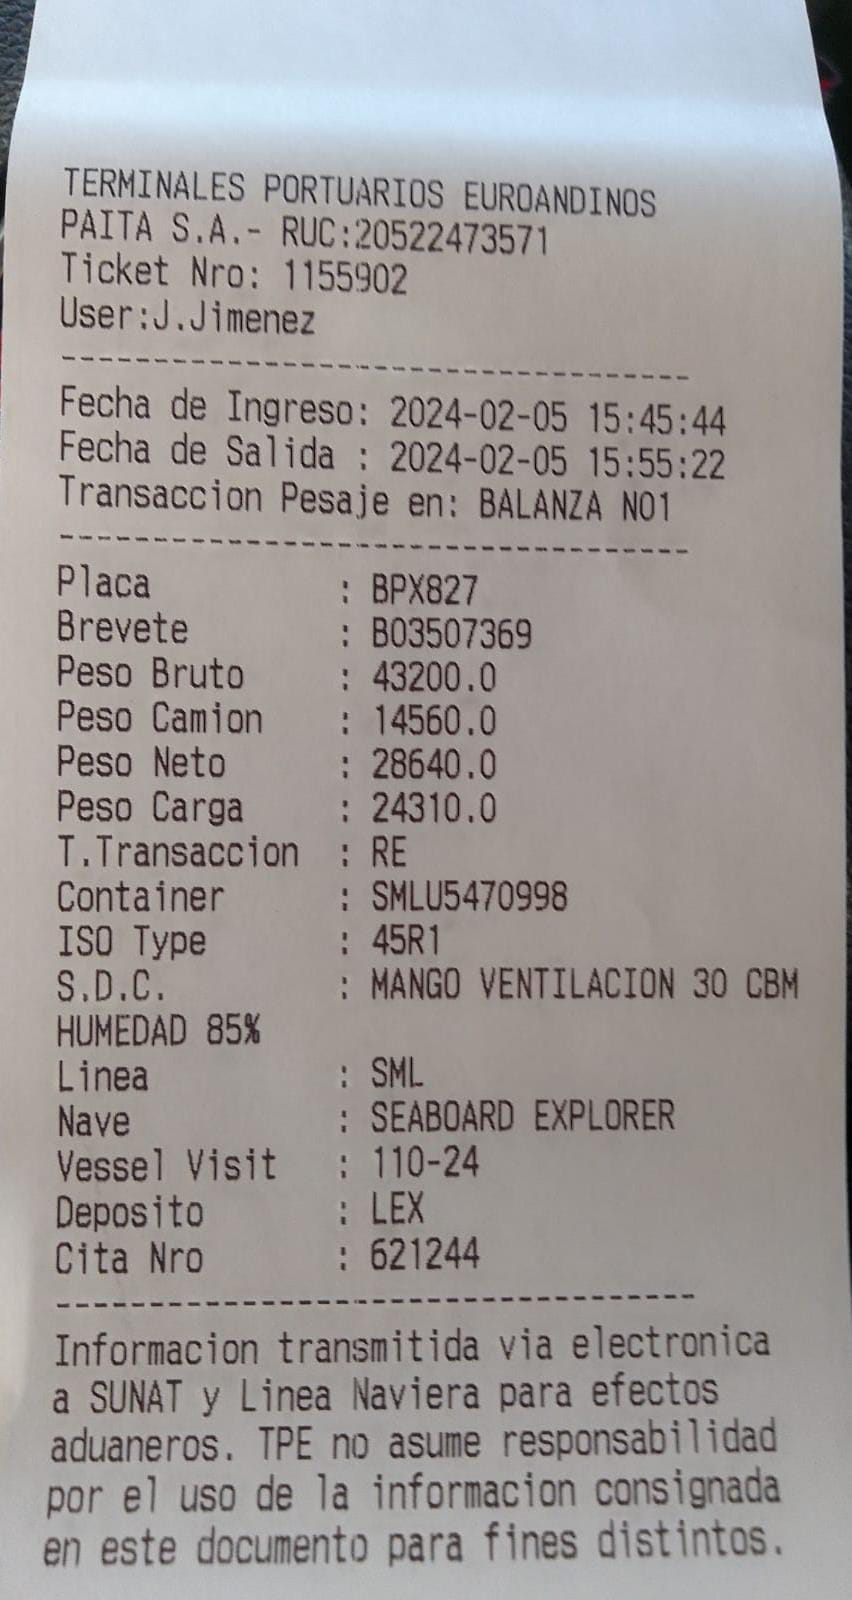 TERMINALES PORTUARIOS EUROANDINOS
PAITA S.A.- RUC:20522473571
Ticket Nro: 1155902
User:J.Jimenez
----------------------------------
Fecha de Ingreso: 2024-02-05 15:45:44
Fecha de Salida : 2024-02-05 15:55:22
Transaccion Pesaje en: BALANZA NO1
----------------------------------
Placa : BPX827
Brevete : B03507369
Peso Bruto : 43200.0
Peso Camion : 14560.0
Peso Neto : 28640.0
Peso Carga : 24310.0
T.Transaccion : RE
Container : SMLU5470998
ISO Type : 45R1
S.D.C. : MANGO VENTILACION 30 CBM
HUMEDAD 85%
Linea : SML
Nave : SEABOARD EXPLORER
Vessel Visit : 110-24
Deposito : LEX
Cita Nro : 621244
----------------------------------
Informacion transmitida via electronica
a SUNAT y Linea Naviera para efectos
aduaneros. TPE no asume responsabilidad
por el uso de la informacion consignada
en este documento para fines distintos.